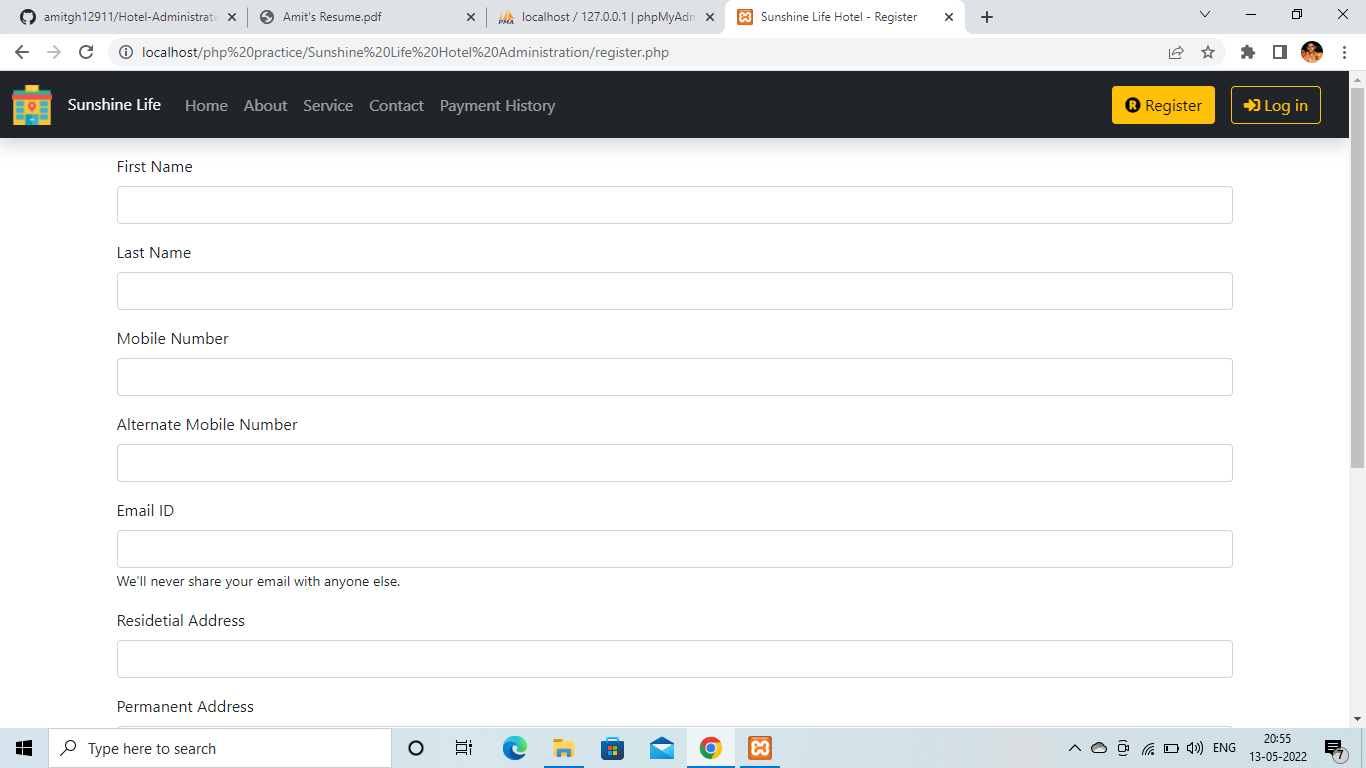 amitgh12911/Hotel-Administrati
Amit's Resume.pdf
localhost / 127.0.0.1 | phpMyAdm
Sunshine Life Hotel - Register
localhost/php%20practice/Sunshine%20Life%20Hotel%20Administration/register.php
Sunshine Life Home About Service Contact Payment History
R Register Log in
First Name
Last Name
Mobile Number
Alternate Mobile Number
Email ID
We'll never share your email with anyone else.
Residetial Address
Permanent Address
Type here to search
ENG
20:55
13-05-2022
7